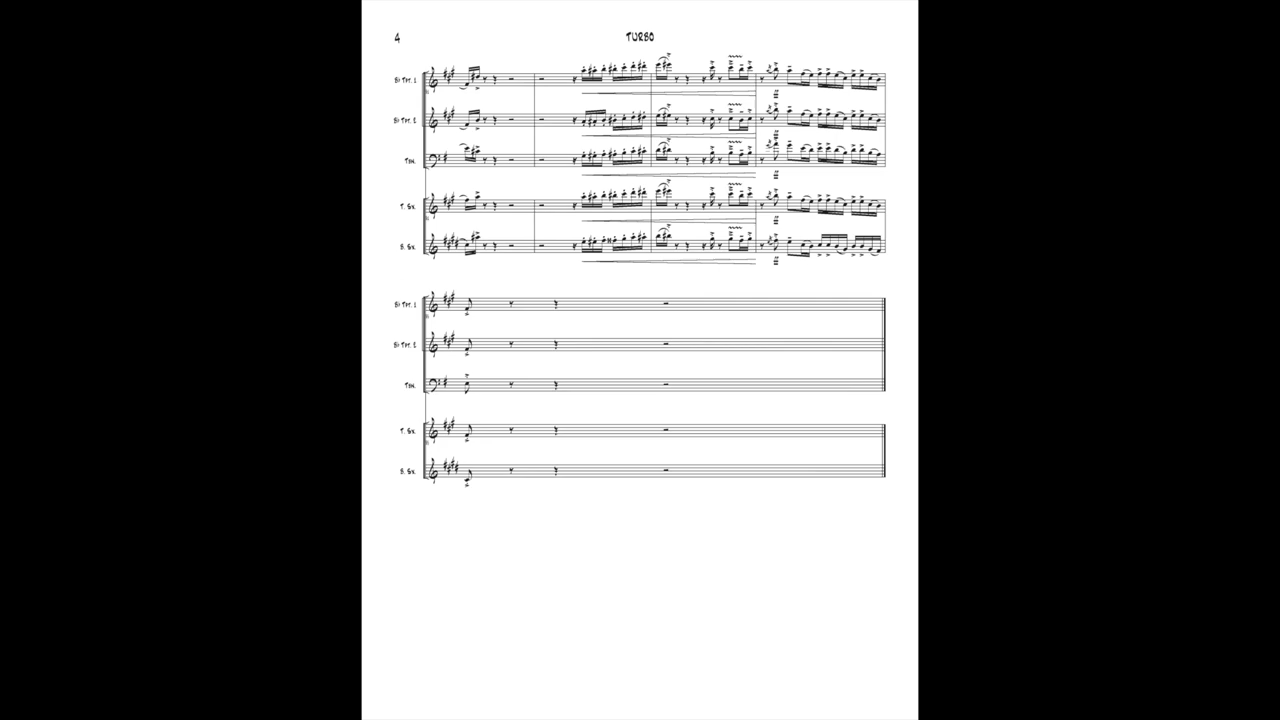 4
TURBO
B♭ TPT. 1
B♭ TPT. 2
TBN.
T. SX.
B. SX.
B♭ TPT. 1
B♭ TPT. 2
TBN.
T. SX.
B. SX.